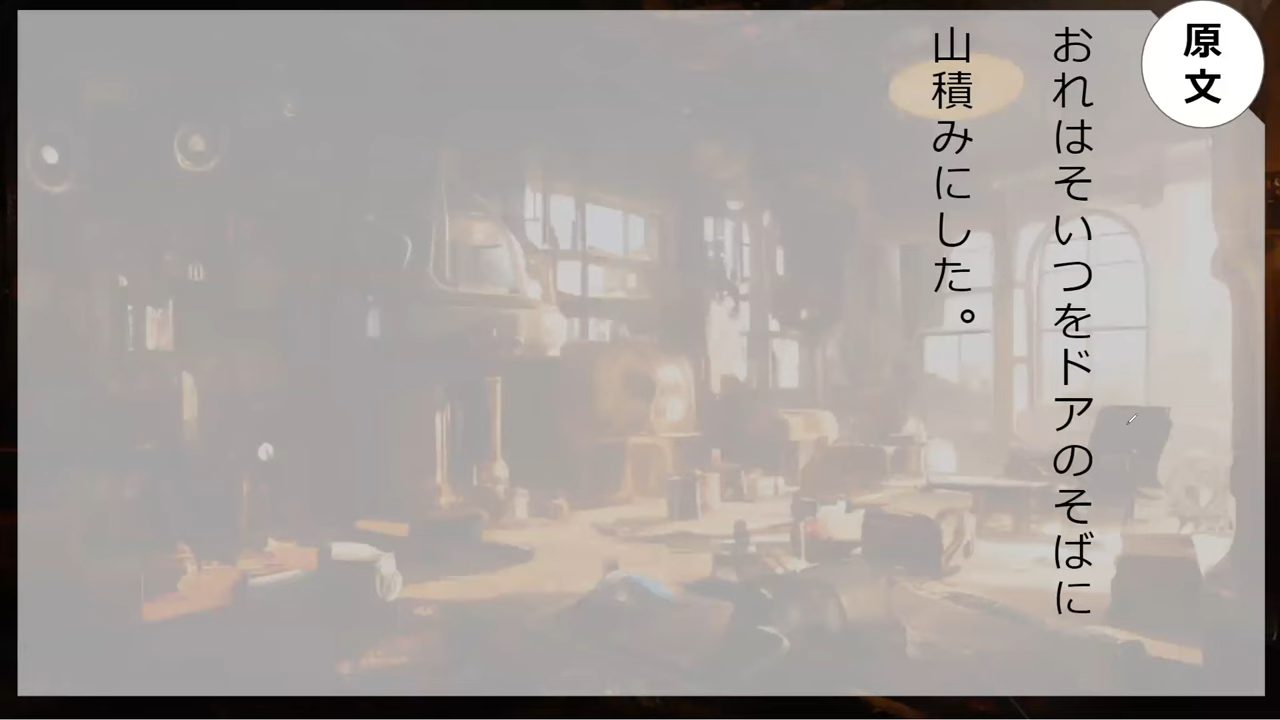 原文
おれはそいつをドアのそばに
山積みにした。